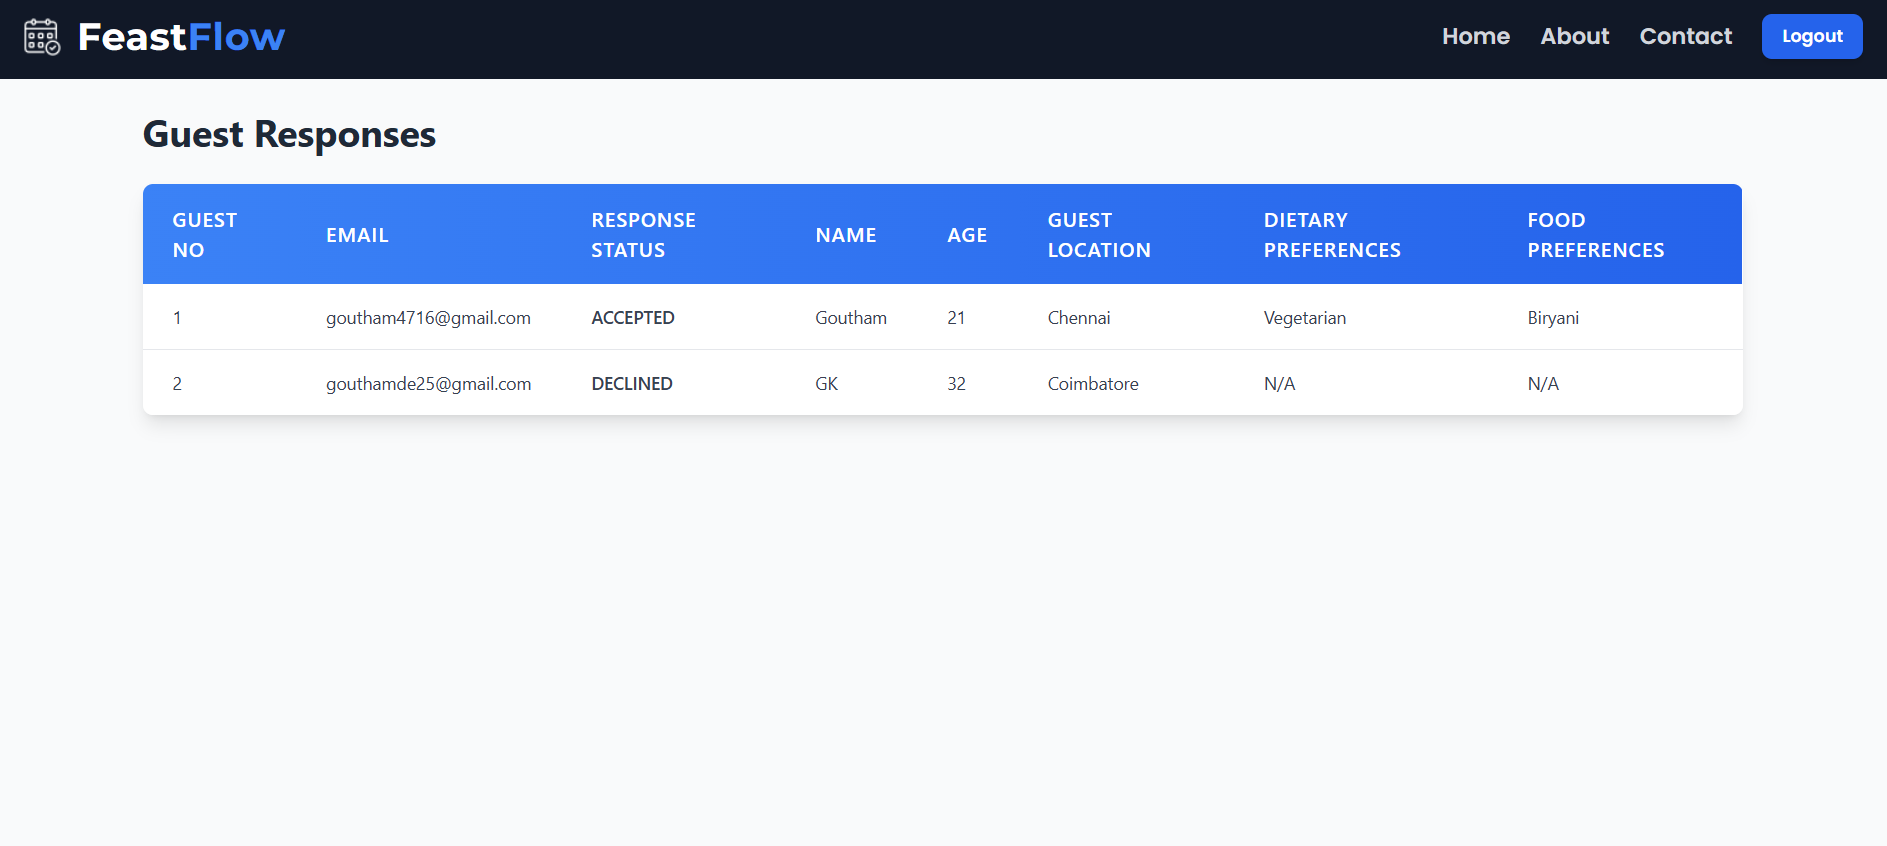 FeastFlow Home About Contact Logout
Guest Responses
GUEST NO EMAIL RESPONSE STATUS NAME AGE GUEST LOCATION DIETARY PREFERENCES FOOD PREFERENCES
1 goutham4716@gmail.com ACCEPTED Goutham 21 Chennai Vegetarian Biryani
2 gouthamde25@gmail.com DECLINED GK 32 Coimbatore N/A N/A